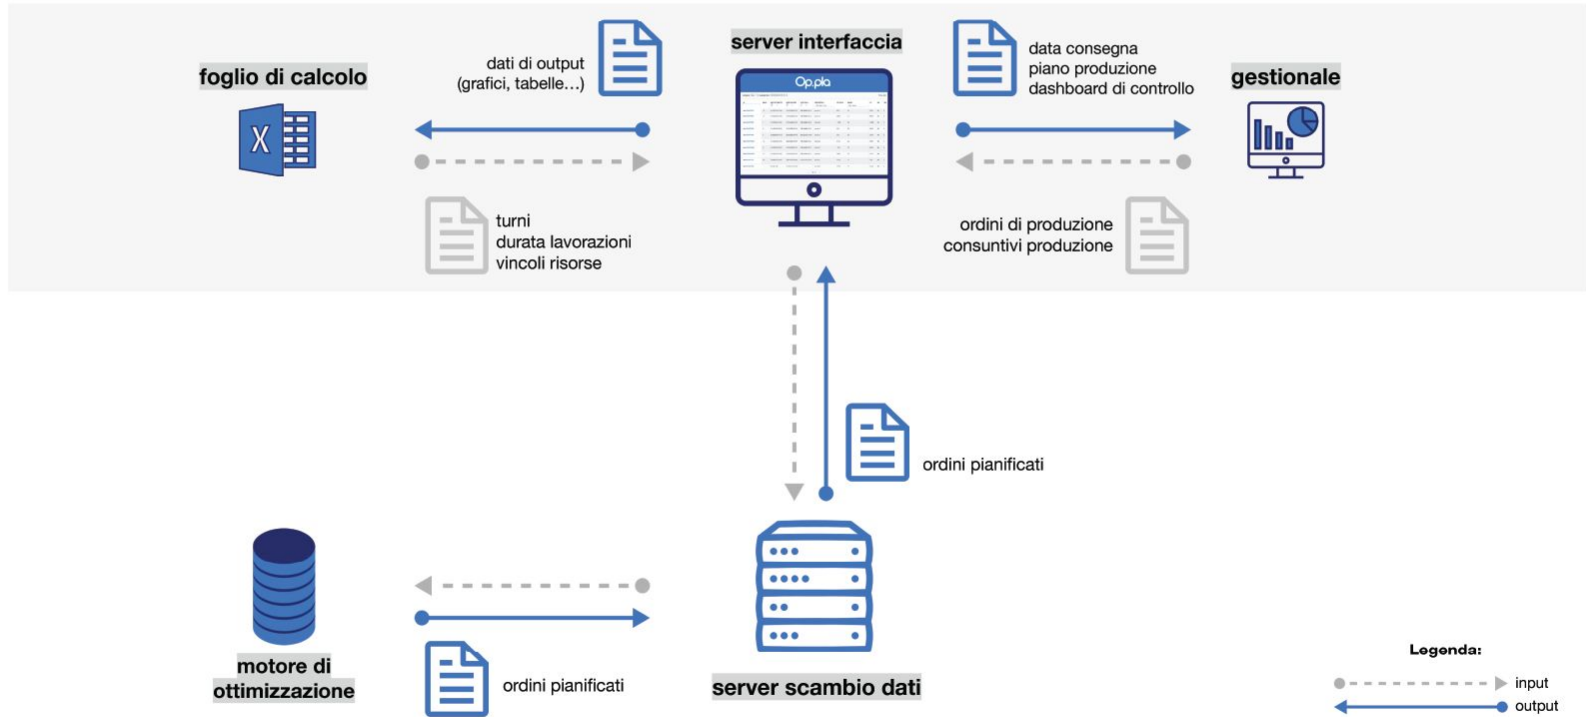 server interfaccia
dati di output
(grafici, tabelle...)
data consegna
piano produzione
dashboard di controllo
foglio di calcolo
gestionale
Op.pla
X
turni
durata lavorazioni
vincoli risorse
ordini di produzione
consuntivi produzione
ordini pianificati
motore di
ottimizzazione
ordini pianificati
server scambio dati
Legenda:
input
output